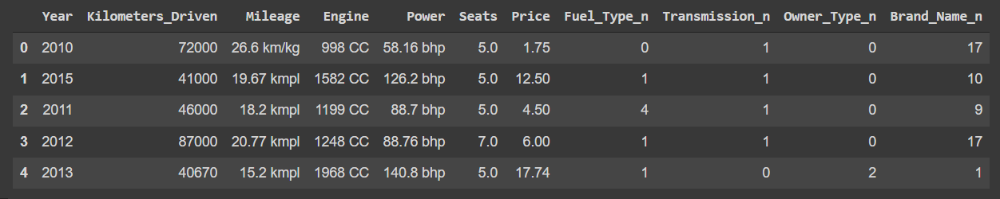 Year Kilometers_Driven Mileage Engine Power Seats Price Fuel_Type_n Transmission_n Owner_Type_n Brand_Name_n
0 2010 72000 26.6 km/kg 998 CC 58.16 bhp 5.0 1.75 0 1 0 17
1 2015 41000 19.67 kmpl 1582 CC 126.2 bhp 5.0 12.50 1 1 0 10
2 2011 46000 18.2 kmpl 1199 CC 88.7 bhp 5.0 4.50 4 1 0 9
3 2012 87000 20.77 kmpl 1248 CC 88.76 bhp 7.0 6.00 1 1 0 17
4 2013 40670 15.2 kmpl 1968 CC 140.8 bhp 5.0 17.74 1 0 2 1